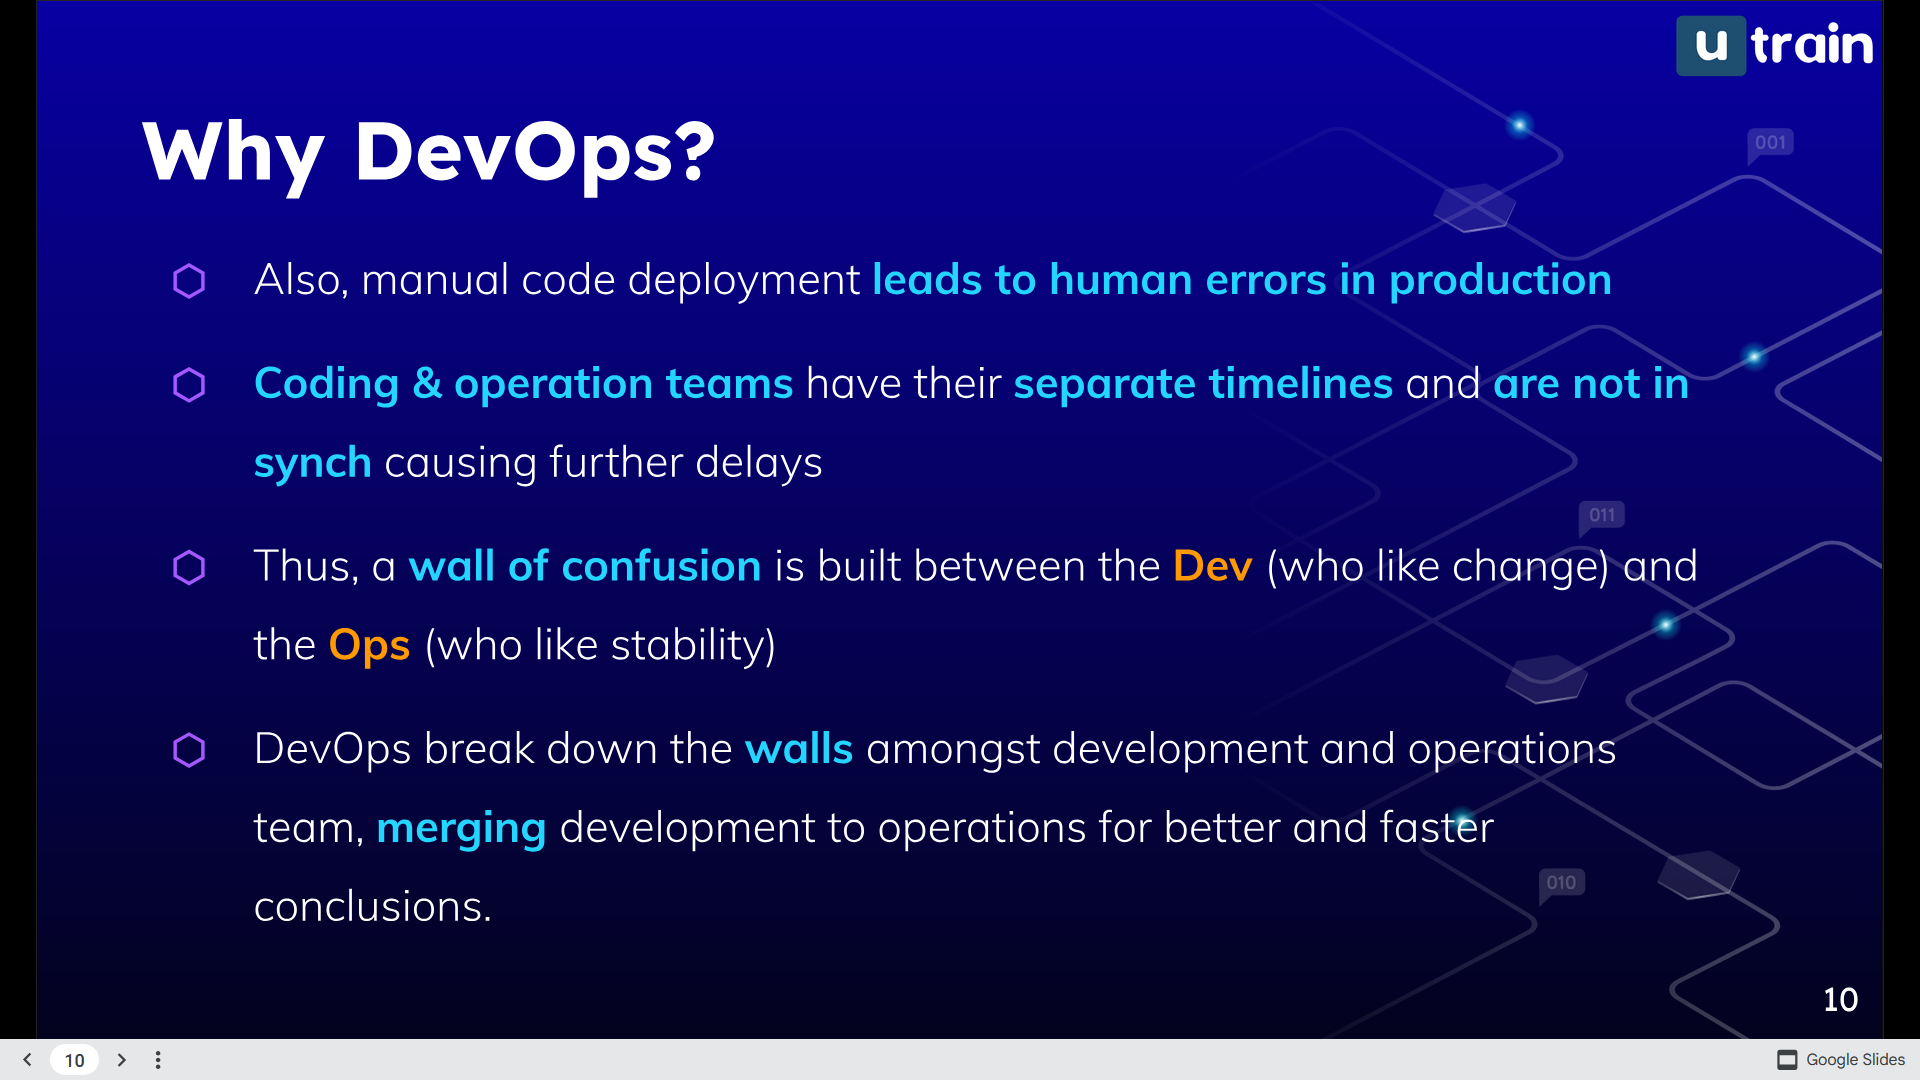 u train
Why DevOps?
001
Also, manual code deployment leads to human errors in production
Coding & operation teams have their separate timelines and are not in
synch causing further delays
011
Thus, a wall of confusion is built between the Dev (who like change) and
the Ops (who like stability)
DevOps break down the walls amongst development and operations
team, merging development to operations for better and faster
010
conclusions.
10
10
Google Slides